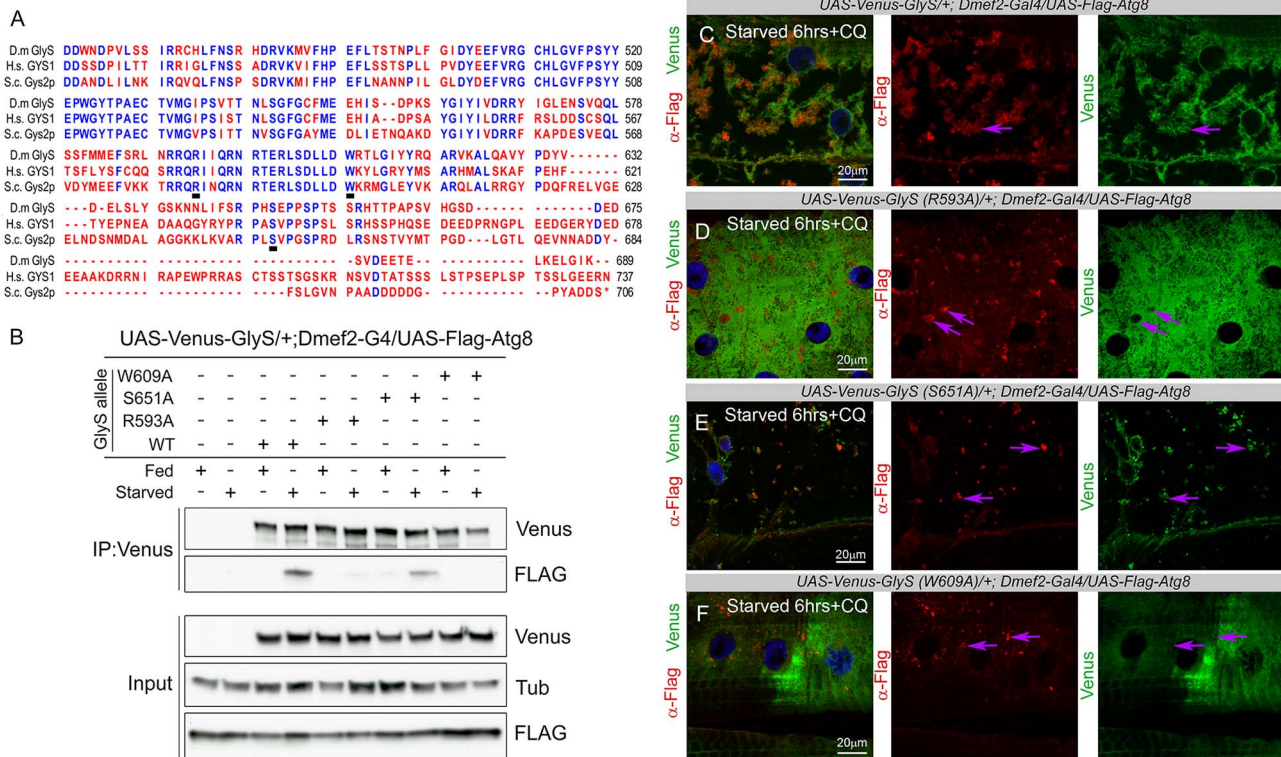 A
D.m GlyS DDWNDPVLSS IRRCHLFNSR HDRVKMVFHP EFLTSTNPLF GIDYEEFVRG CHLGVFPSYY 520
H.s. GYS1 DDSSDPILTT IRRIGLFNSS ADRVKVIFHP EFLSSTSPLL PVDYEEFVRG CHLGVFPSYY 509
S.c. Gys2p DDANDLILNK IRQVQLFNSP SDRVKMIFHP EFLNANNPIL GLDYDEFVRG CHLGVFPSYY 508
D.m GlyS EPWGYTPAEC TVMGIPSVTT NLSGFGCFME EHIS--DPKS YGIYIVDRRY IGLENSVQQL 578
H.s. GYS1 EPWGYTPAEC TVMGIPSIST NLSGFGCFME EHIA--DPSA YGIYILDRRF RSLDDSCSQL 567
S.c. Gys2p EPWGYTPAEC TVMGVPSITT NVSGFGAYME DLIETNQAKD YGIYIVDRRF KAPDESVEQL 568
D.m GlyS SSFMMEFSRL NRRQRIIQRN RTERLSDLLD WRTLGIYYRQ ARVKALQAVY PDYV------ 632
H.s. GYS1 TSFLYSFCQQ SRRQRIIQRN RTERLSDLLD WKYLGRYYMS ARHMALSKAF PEHF------ 621
S.c. Gys2p VDYMEEFVKK TRRQRINQRN RTERLSDLLD WKRMGLEYVK ARQLALRRGY PDQFRELVGE 628
D.m GlyS ---D-ELSLY GSKNNLIFSR PHSEPPSPTS SRHTTPAPSV HGSD------ -------DED 675
H.s. GYS1 ---TYEPNEA DAAQGYRYPR PASVPPSPSL SRHSSPHQSE DEEDPRNGPL EEDGERYDED 678
S.c. Gys2p ELNDSNMDAL AGGKKLKVAR PLSVPGSPRD LRSNSTVYMT PGD--LGTL QEVNNADDY- 684
D.m GlyS ---------- ---------- ---------- -SVDEETE-- ---------- LKELGIK-- 689
H.s. GYS1 EEAAKDRRNI RAPEWPRRAS CTSSTSGSKR NSVDTATSSS LSTPSEPLSP TSSLGEERN 737
S.c. Gys2p ---------- ---------- ----FSLGVN PAADDDDDG- ---------- -PYADDS* 706
B
UAS-Venus-GlyS/+;Dmef2-G4/UAS-Flag-Atg8
GlyS allele
W609A - - - - - - - - + +
S651A - - - - - - + + - -
R593A - - - - + + - - - -
WT - - + + - - - - - -
Fed + - + - + - + - + -
Starved - + - + - + - + - +
IP:Venus
Venus
FLAG
Input
Venus
Tub
FLAG
UAS-Venus-GlyS/+; Dmef2-Gal4/UAS-Flag-Atg8
C
Starved 6hrs+CQ
α-Flag Venus
20μm
α-Flag
Venus
UAS-Venus-GlyS (R593A)/+; Dmef2-Gal4/UAS-Flag-Atg8
D
Starved 6hrs+CQ
α-Flag Venus
20μm
α-Flag
Venus
UAS-Venus-GlyS (S651A)/+; Dmef2-Gal4/UAS-Flag-Atg8
E
Starved 6hrs+CQ
α-Flag Venus
20μm
α-Flag
Venus
UAS-Venus-GlyS (W609A)/+; Dmef2-Gal4/UAS-Flag-Atg8
F
Starved 6hrs+CQ
α-Flag Venus
20μm
α-Flag
Venus